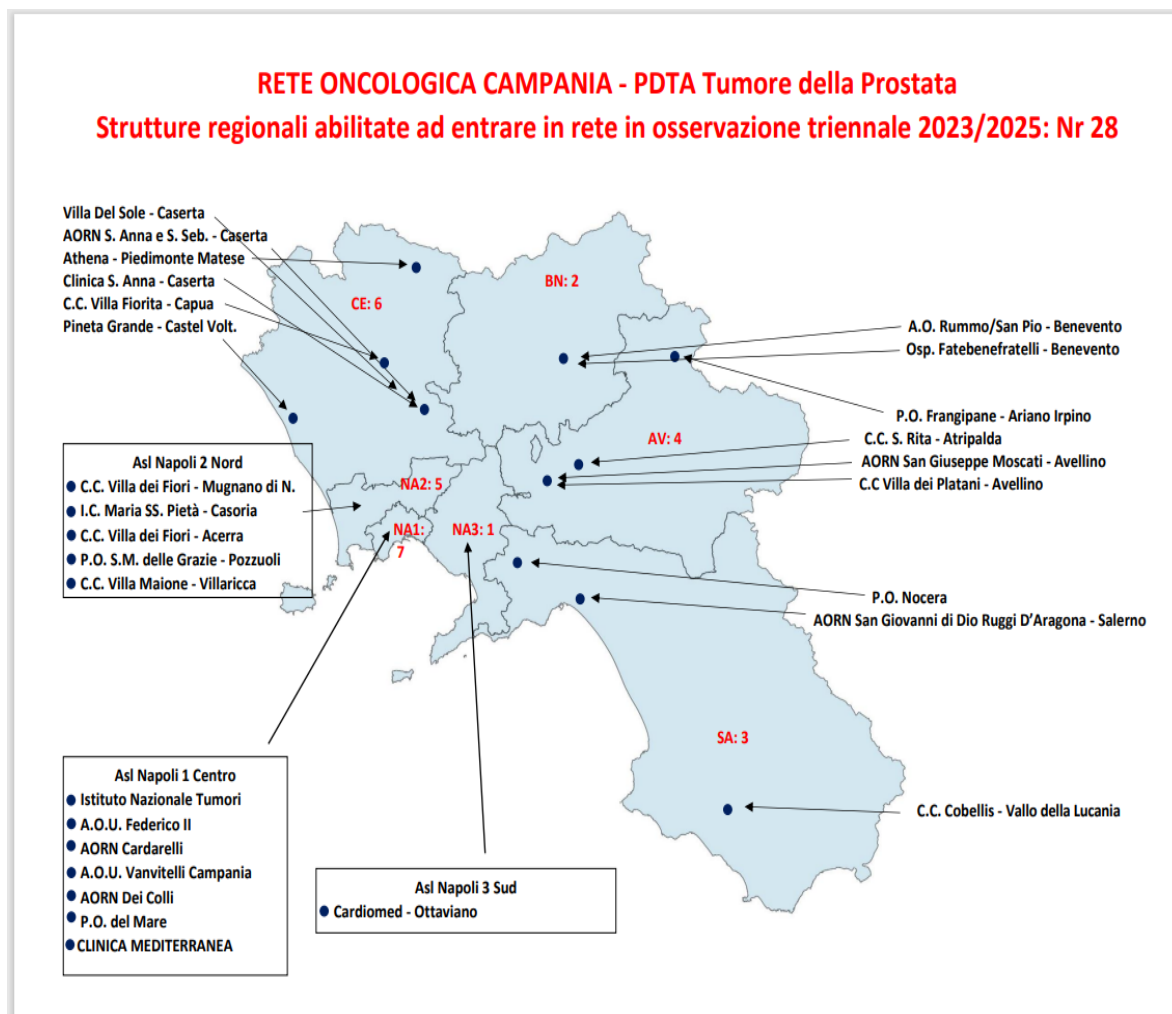 RETE ONCOLOGICA CAMPANIA - PDTA Tumore della Prostata
Strutture regionali abilitate ad entrare in rete in osservazione triennale 2023/2025: Nr 28
Villa Del Sole - Caserta
AORN S. Anna e S. Seb. - Caserta
Athena - Piedimonte Matese
Clinica S. Anna - Caserta
C.C. Villa Fiorita - Capua
Pineta Grande - Castel Volt.
CE: 6
BN: 2
A.O. Rummo/San Pio - Benevento
Osp. Fatebenefratelli - Benevento
P.O. Frangipane - Ariano Irpino
AV: 4
C.C. S. Rita - Atripalda
AORN San Giuseppe Moscati - Avellino
C.C Villa dei Platani - Avellino
Asl Napoli 2 Nord
C.C. Villa dei Fiori - Mugnano di N.
I.C. Maria SS. Pietà - Casoria
C.C. Villa dei Fiori - Acerra
P.O. S.M. delle Grazie - Pozzuoli
C.C. Villa Maione - Villaricca
NA2: 5
NA1:
7
NA3: 1
P.O. Nocera
AORN San Giovanni di Dio Ruggi D'Aragona - Salerno
SA: 3
C.C. Cobellis - Vallo della Lucania
Asl Napoli 1 Centro
Istituto Nazionale Tumori
A.O.U. Federico II
AORN Cardarelli
A.O.U. Vanvitelli Campania
AORN Dei Colli
P.O. del Mare
CLINICA MEDITERRANEA
Asl Napoli 3 Sud
Cardiomed - Ottaviano